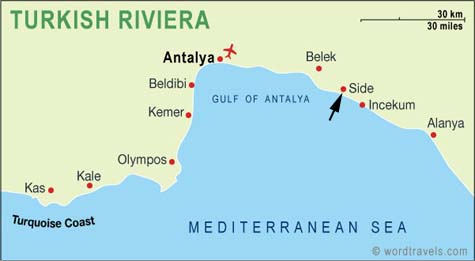 TURKISH RIVIERA
30 km
30 miles
Antalya
Belek
Beldibi
Side
GULF OF ANTALYA
Incekum
Kemer
Alanya
Olympos
Kale
Kas
Turquoise Coast
MEDITERRANEAN SEA
© wordtravels.com